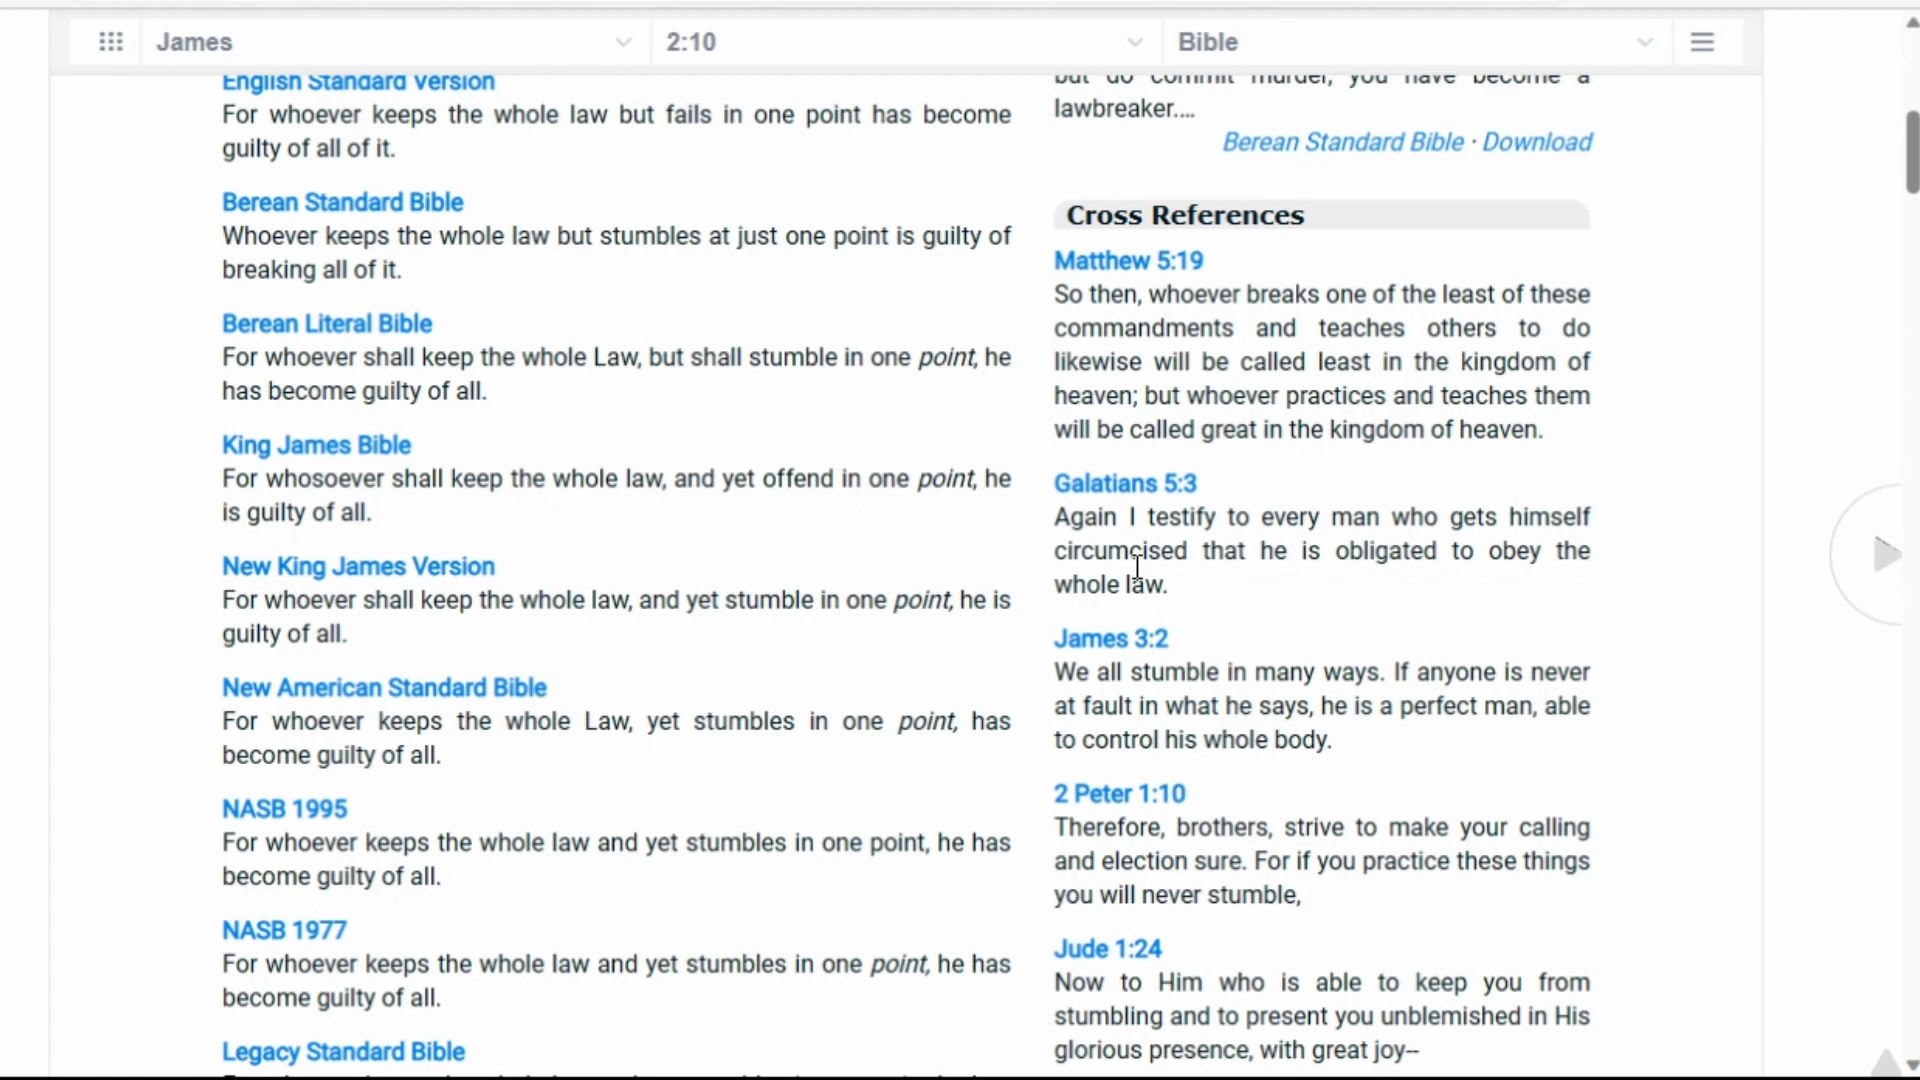 James
2:10
Bible
English Standard Version
For whoever keeps the whole law but fails in one point has become
guilty of all of it.
Berean Standard Bible
Whoever keeps the whole law but stumbles at just one point is guilty of
breaking all of it.
Berean Literal Bible
For whoever shall keep the whole Law, but shall stumble in one point, he
has become guilty of all.
King James Bible
For whosoever shall keep the whole law, and yet offend in one point, he
is guilty of all.
New King James Version
For whoever shall keep the whole law, and yet stumble in one point, he is
guilty of all.
New American Standard Bible
For whoever keeps the whole Law, yet stumbles in one point, has
become guilty of all.
NASB 1995
For whoever keeps the whole law and yet stumbles in one point, he has
become guilty of all.
NASB 1977
For whoever keeps the whole law and yet stumbles in one point, he has
become guilty of all.
Legacy Standard Bible
but do commit murder, you have become a
lawbreaker.…
Berean Standard Bible · Download
Cross References
Matthew 5:19
So then, whoever breaks one of the least of these
commandments and teaches others to do
likewise will be called least in the kingdom of
heaven; but whoever practices and teaches them
will be called great in the kingdom of heaven.
Galatians 5:3
Again I testify to every man who gets himself
circumcised that he is obligated to obey the
whole law.
James 3:2
We all stumble in many ways. If anyone is never
at fault in what he says, he is a perfect man, able
to control his whole body.
2 Peter 1:10
Therefore, brothers, strive to make your calling
and election sure. For if you practice these things
you will never stumble,
Jude 1:24
Now to Him who is able to keep you from
stumbling and to present you unblemished in His
glorious presence, with great joy--